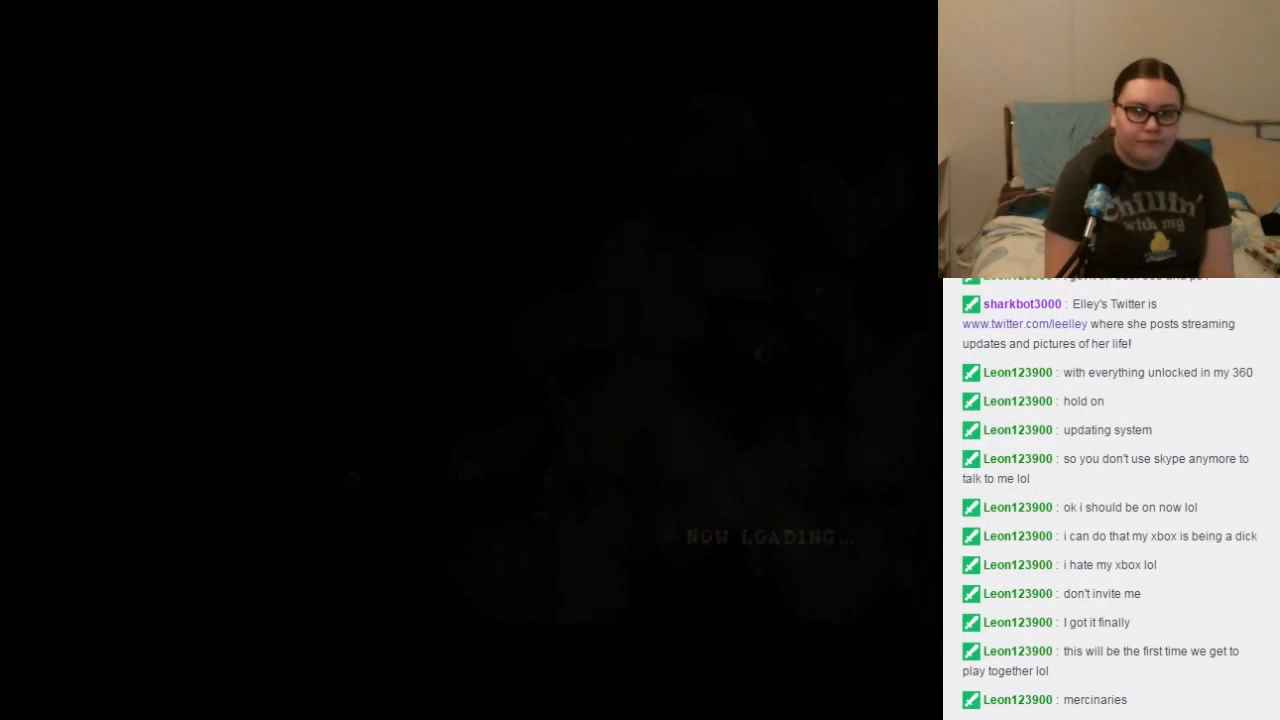 Chillin'
with my
sharkbot3000 : Elley's Twitter is
www.twitter.com/leelley where she posts streaming
updates and pictures of her life!
Leon123900 : with everything unlocked in my 360
Leon123900 : hold on
Leon123900 : updating system
Leon123900 : so you don't use skype anymore to
talk to me lol
Leon123900 : ok i should be on now lol
Leon123900 : i can do that my xbox is being a dick
Leon123900 : i hate my xbox lol
Leon123900 : don't invite me
Leon123900 : I got it finally
Leon123900 : this will be the first time we get to
play together lol
Leon123900 : mercinaries
NOW LOADING...